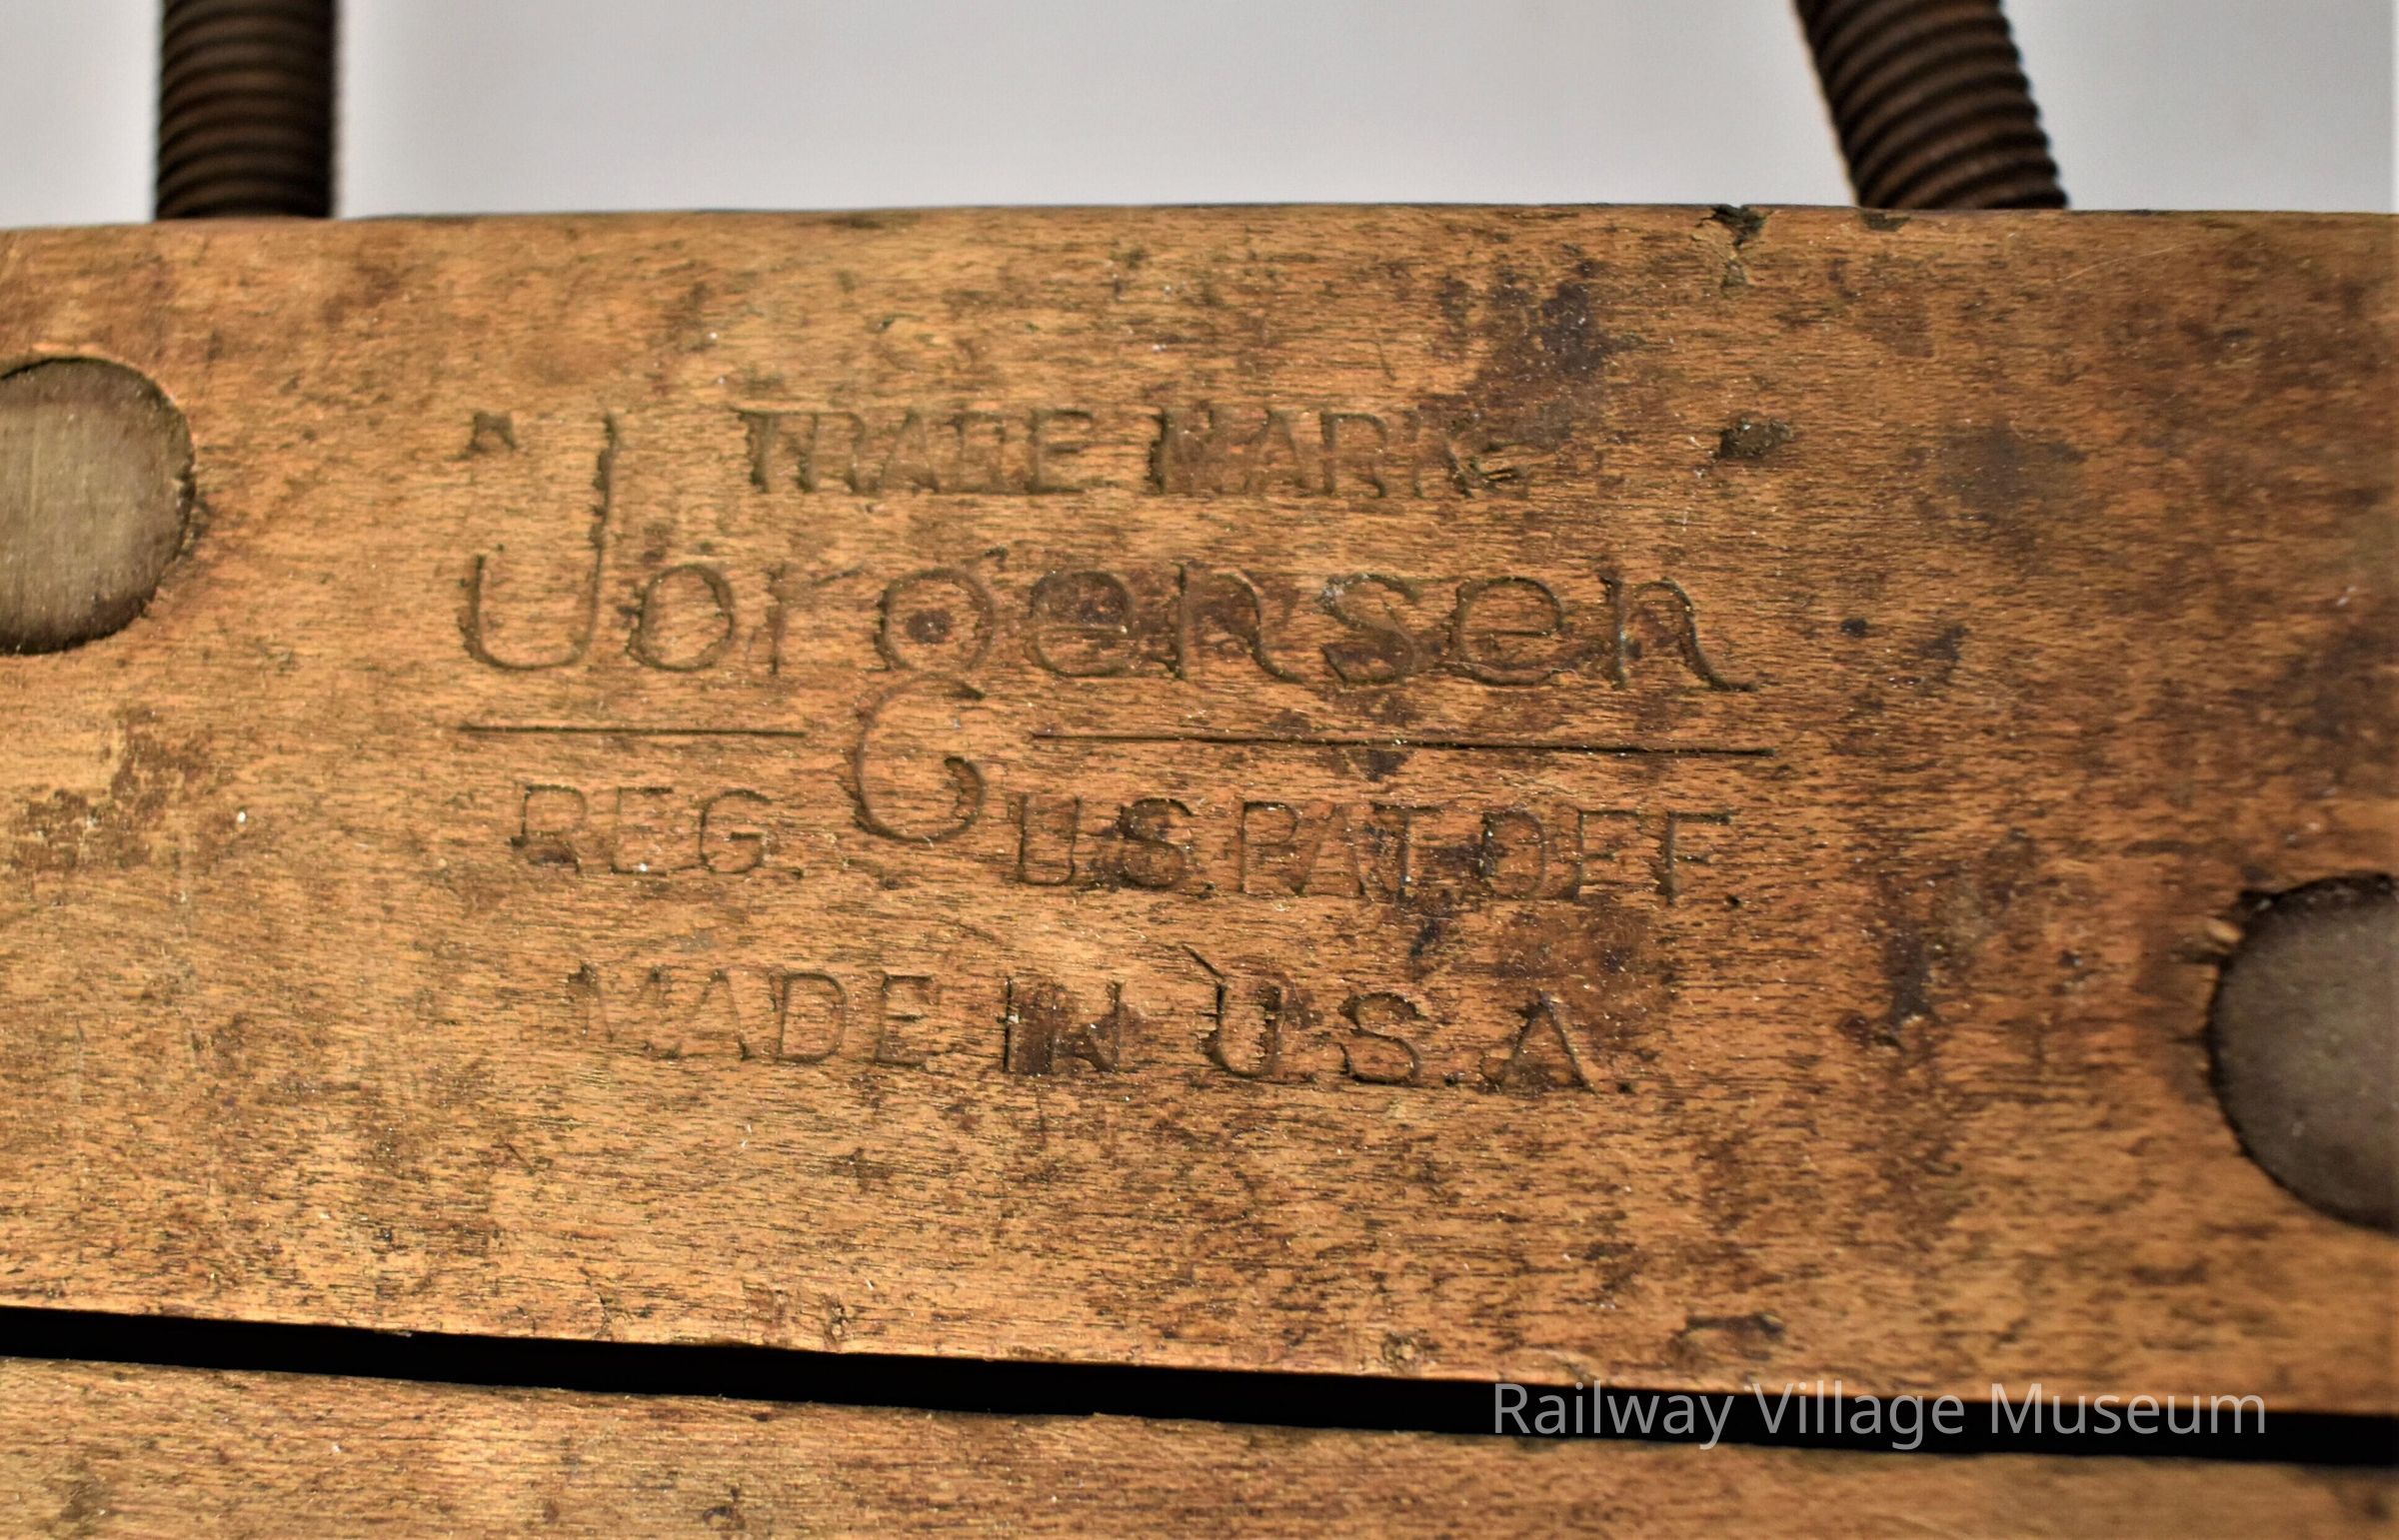 "Jorgensen
TRADE MARK
REG. U.S. PAT. OFF.
MADE IN U.S.A.
Railway Village Museum